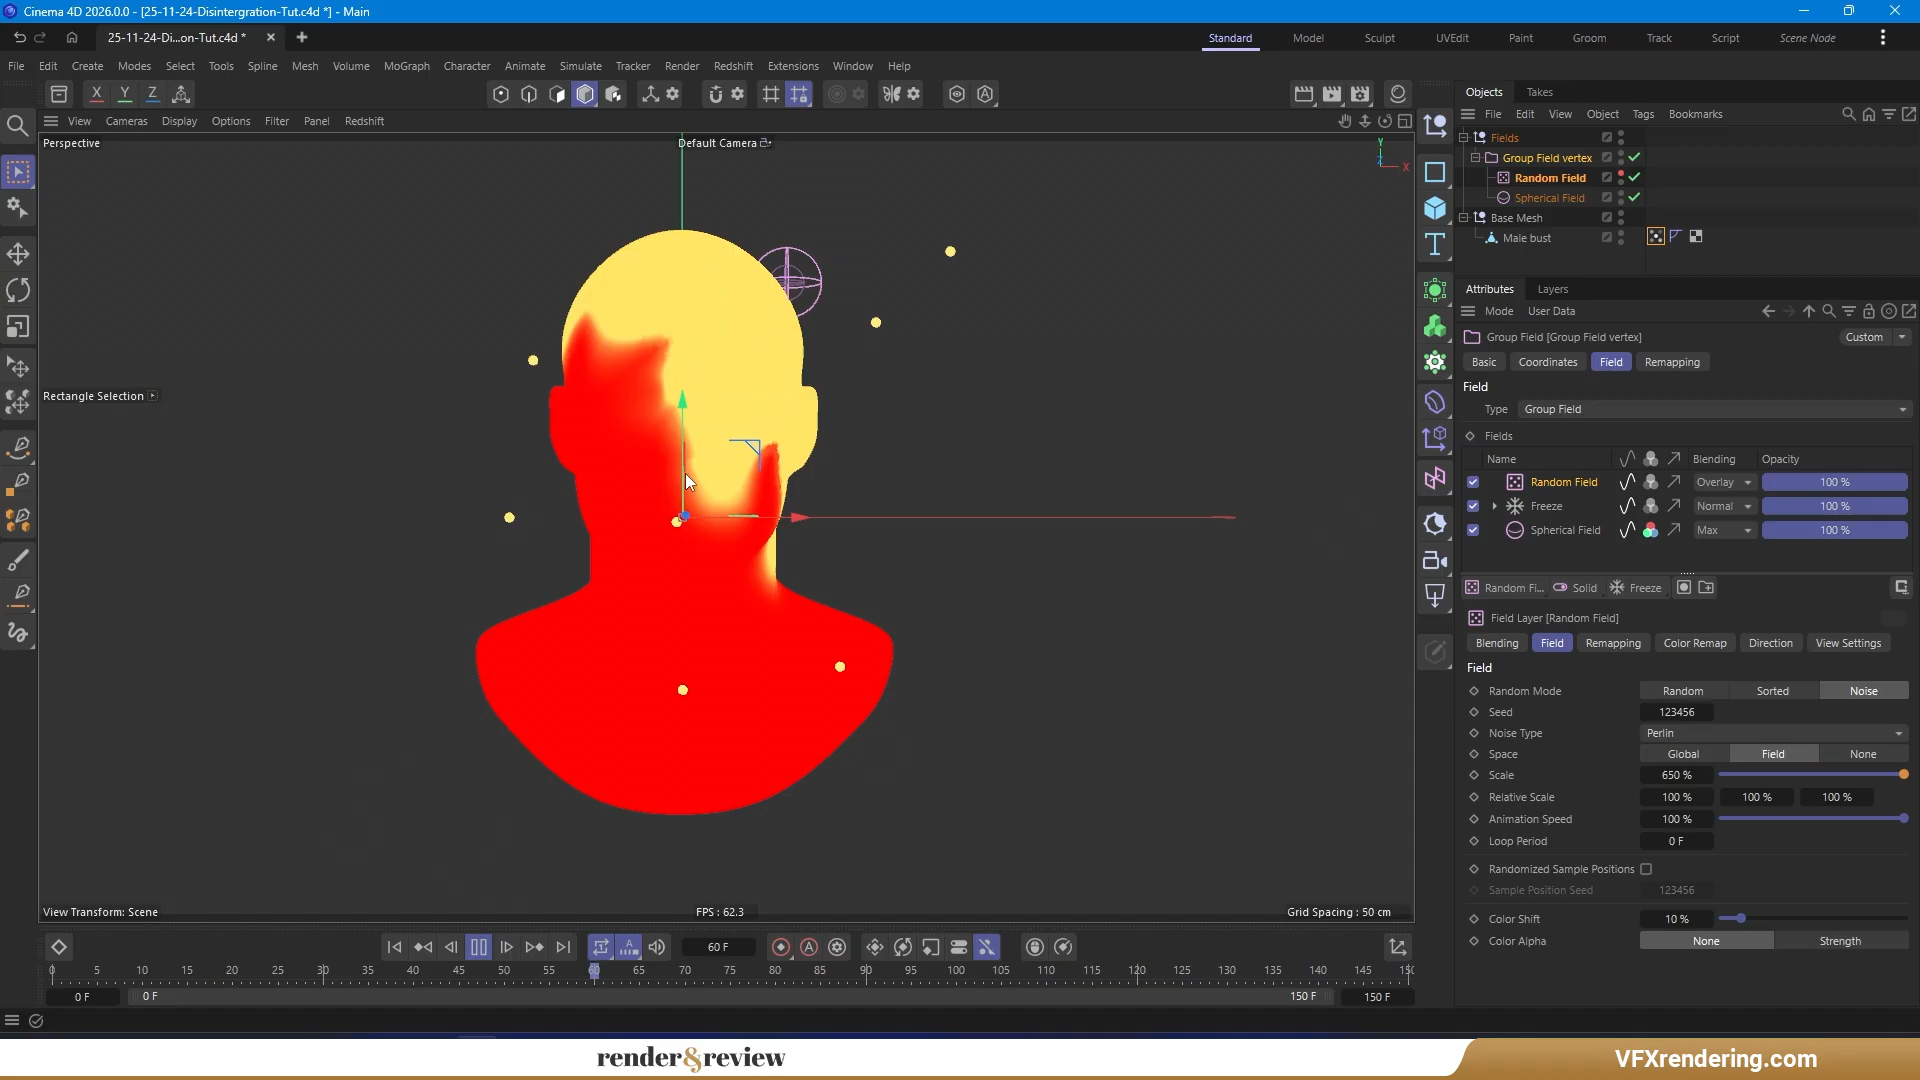 Cinema 4D 2026.0.0 - [25-11-24-Disintergration-Tut.c4d *] - Main
25-11-24-Di...on-Tut.c4d *
Standard Model Sculpt UVEdit Paint Groom Track Script Scene Node
File Edit Create Modes Select Tools Spline Mesh Volume MoGraph Character Animate Simulate Tracker Render Redshift Extensions Window Help
X Y Z
View Cameras Display Options Filter Panel Redshift
Perspective
Default Camera
Y
Z
X
Rectangle Selection
View Transform: Scene
FPS : 62.3
Grid Spacing : 50 cm
Objects Takes
File Edit View Object Tags Bookmarks
Fields
Group Field vertex
Random Field
Spherical Field
Base Mesh
Male bust
Attributes Layers
Mode User Data
Group Field [Group Field vertex]
Custom
Basic Coordinates Field Remapping
Field
Type Group Field
Fields
Name Blending Opacity
Random Field Overlay 100 %
Freeze Normal 100 %
Spherical Field Max 100 %
Random Fi... Solid Freeze
Field Layer [Random Field]
Blending Field Remapping Color Remap Direction View Settings
Field
Random Mode Random Sorted Noise
Seed 123456
Noise Type Perlin
Space Global Field None
Scale 650 %
Relative Scale 100 % 100 % 100 %
Animation Speed 100 %
Loop Period 0 F
Randomized Sample Positions
Sample Position Seed 123456
Color Shift 10 %
Color Alpha None Strength
60 F
0 5 10 15 20 25 30 35 40 45 50 55 60 65 70 75 80 85 90 95 100 105 110 115 120 125 130 135 140 145
0 F 0 F 150 F 150 F
render&review
VFXrendering.com